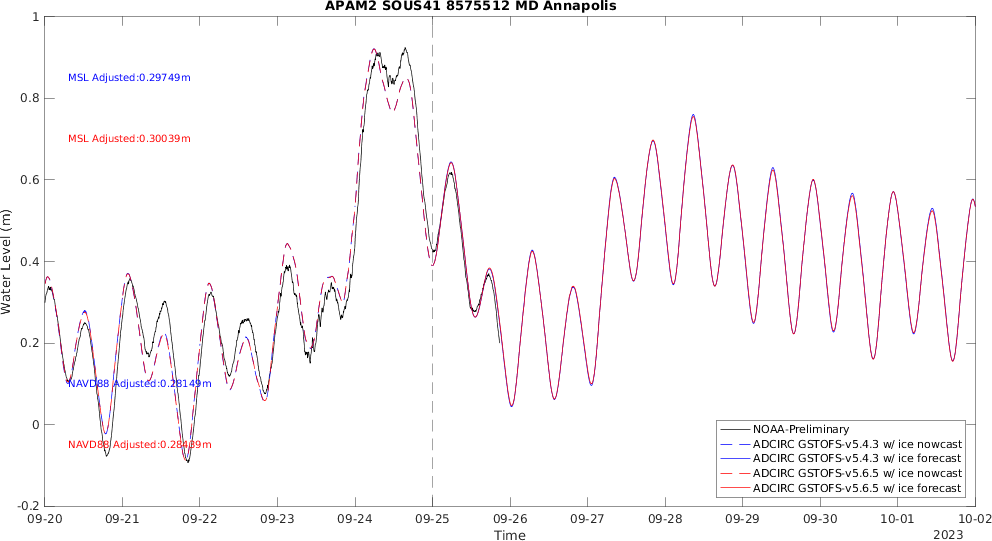 APAM2 SOUS41 8575512 MD Annapolis
1
0.8
0.6
0.4
0.2
0
-0.2
Water Level (m)
MSL Adjusted:0.29749m
MSL Adjusted:0.30039m
NAVD88 Adjusted:0.28149m
NAVD88 Adjusted:0.28439m
NOAA-Preliminary
ADCIRC GSTOFS-v5.4.3 w/ ice nowcast
ADCIRC GSTOFS-v5.4.3 w/ ice forecast
ADCIRC GSTOFS-v5.6.5 w/ ice nowcast
ADCIRC GSTOFS-v5.6.5 w/ ice forecast
09-20 09-21 09-22 09-23 09-24 09-25 09-26 09-27 09-28 09-29 09-30 10-01 10-02
Time
2023